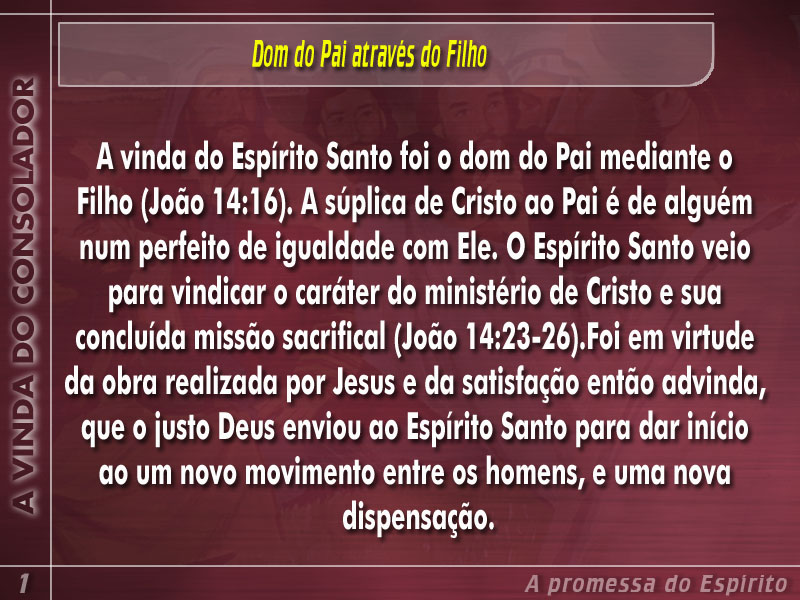 Dom do Pai através do Filho
A VINDA DO CONSOLADOR
A vinda do Espírito Santo foi o dom do Pai mediante o
Filho (João 14:16). A súplica de Cristo ao Pai é de alguém
num perfeito de igualdade com Ele. O Espírito Santo veio
para vindicar o caráter do ministério de Cristo e sua
concluída missão sacrifical (João 14:23-26).Foi em virtude
da obra realizada por Jesus e da satisfação então advinda,
que o justo Deus enviou ao Espírito Santo para dar início
ao um novo movimento entre os homens, e uma nova
dispensação.
1
A promessa do Espírito